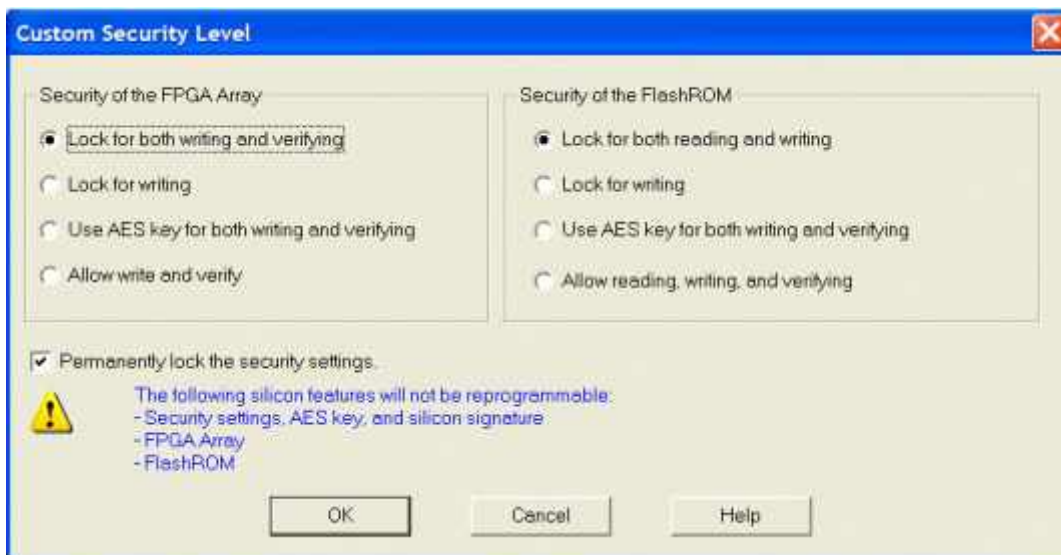 Custom Security Level
Security of the FPGA Array
Lock for both writing and verifying
Lock for writing
Use AES key for both writing and verifying
Allow write and verify
Security of the FlashROM
Lock for both reading and writing
Lock for writing
Use AES key for both writing and verifying
Allow reading, writing, and verifying
Permanently lock the security settings.
The following silicon features will not be reprogrammable:
- Security settings, AES key, and silicon signature
- FPGA Array
- FlashROM
OK
Cancel
Help